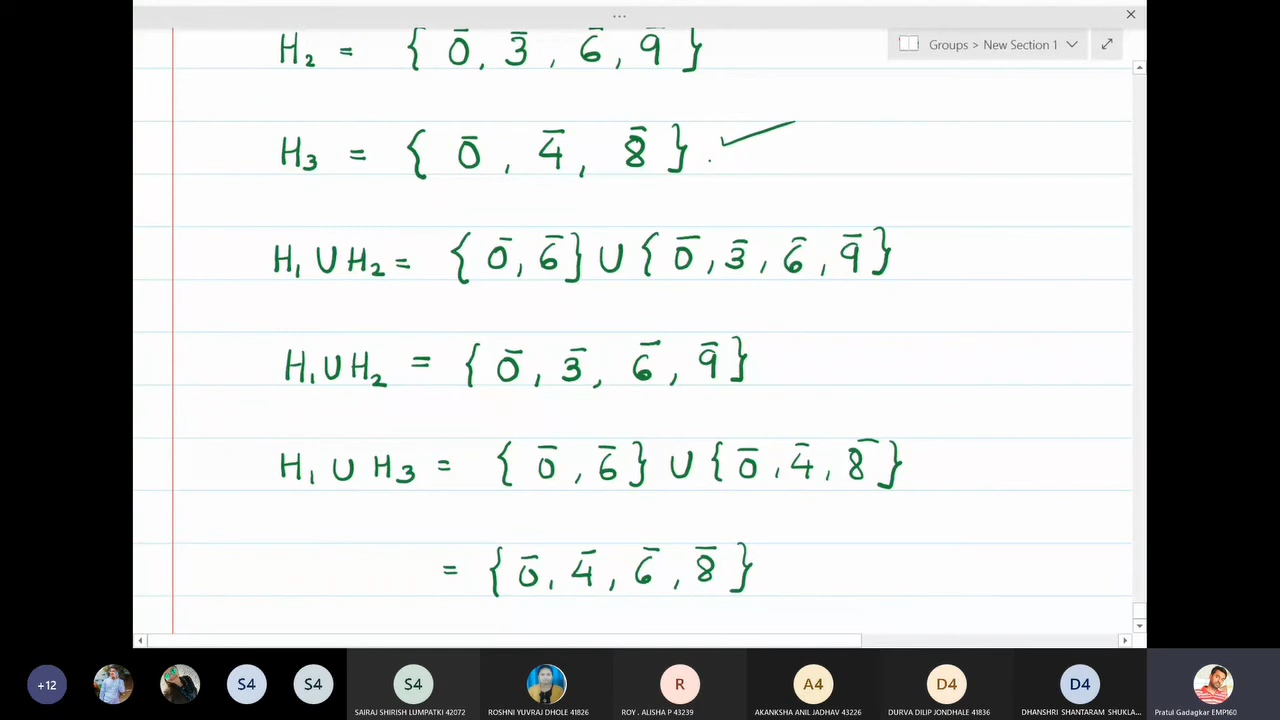 Groups > New Section 1
H₂ = { 0̄, 3̄, 6̄, 9̄ }
H₃ = { 0̄, 4̄, 8̄ } ✓
H₁ ∪ H₂ = { 0̄, 6̄ } ∪ { 0̄, 3̄, 6̄, 9̄ }
H₁ ∪ H₂ = { 0̄, 3̄, 6̄, 9̄ }
H₁ ∪ H₃ = { 0̄, 6̄ } ∪ { 0̄, 4̄, 8̄ }
= { 0̄, 4̄, 6̄, 8̄ }
+12 S4 S4 S4 R A4 D4 D4
SAIRAJ SHIRISH LUMPATKI 42072 ROSHNI YUVRAJ DHOLE 41826 ROY . ALISHA P 43239 AKANKSHA ANIL JADHAV 43226 DURVA DILIP JONDHALE 41836 DHANSHRI SHANTARAM SHUKLA... Pratul Gadagkar EMP160